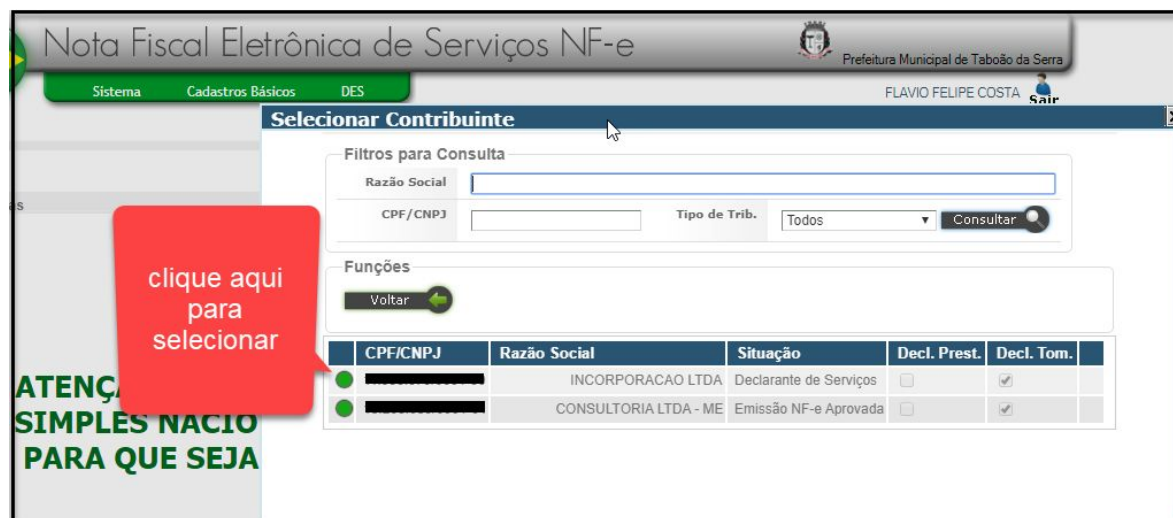 Nota Fiscal Eletrônica de Serviços NF-e
Prefeitura Municipal de Taboão da Serra
Sistema Cadastros Básicos DES FLAVIO FELIPE COSTA Sair
Selecionar Contribuinte
Filtros para Consulta
Razão Social
CPF/CNPJ Tipo de Trib. Todos Consultar
Funções
Voltar
clique aqui
para
selecionar
CPF/CNPJ Razão Social Situação Decl. Prest. Decl. Tom.
INCORPORACAO LTDA Declarante de Serviços
CONSULTORIA LTDA - ME Emissão NF-e Aprovada
SIMPLES NACIO
PARA QUE SEJA